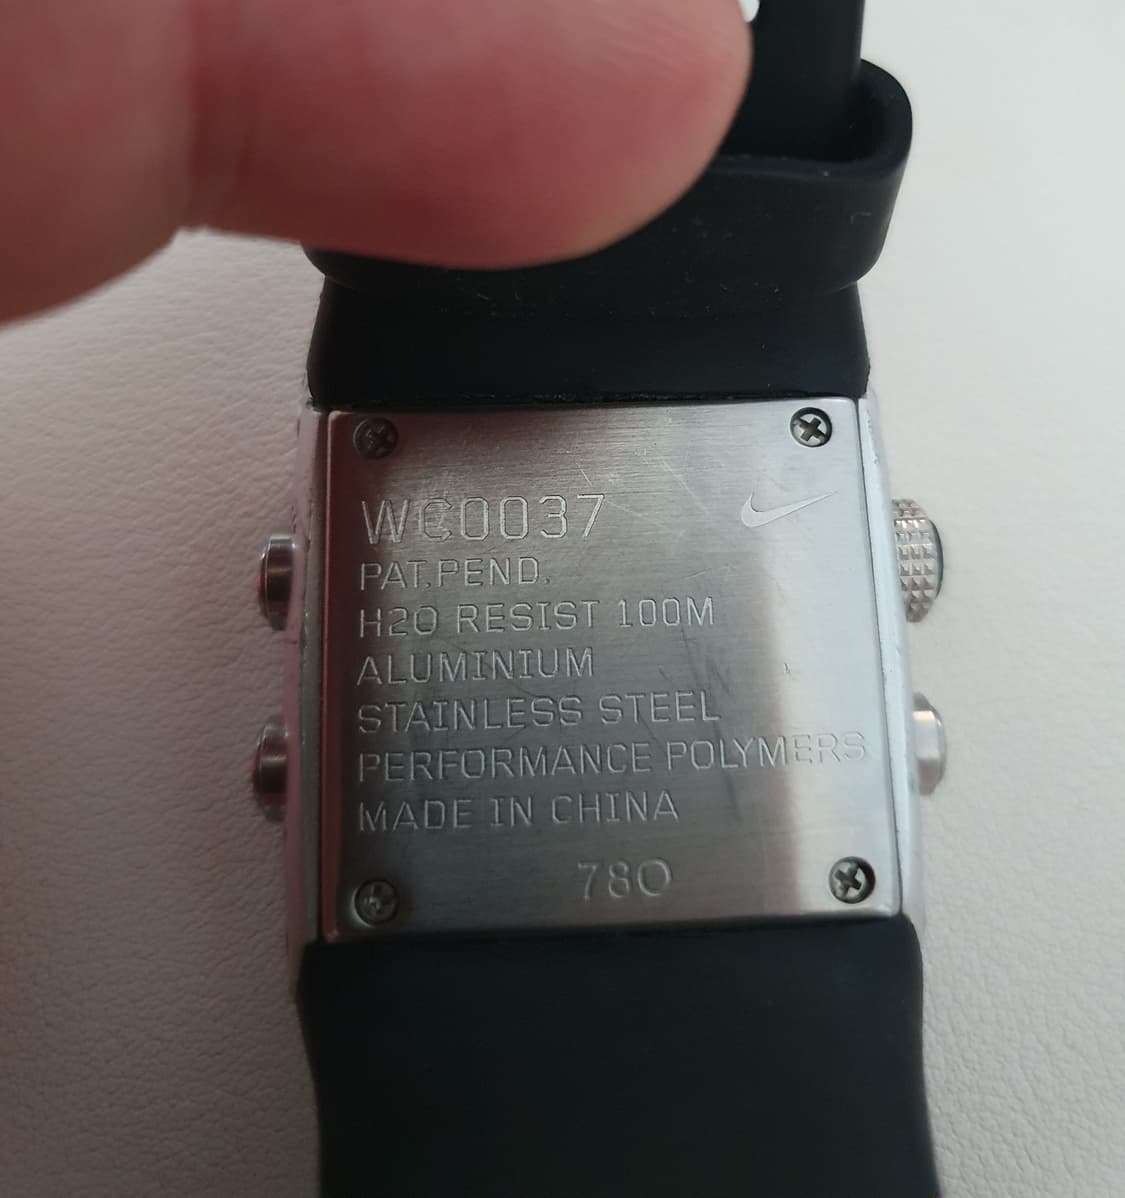 WC0037
PAT.PEND.
H2O RESIST 100M
ALUMINIUM
STAINLESS STEEL
PERFORMANCE POLYMERS
MADE IN CHINA
780